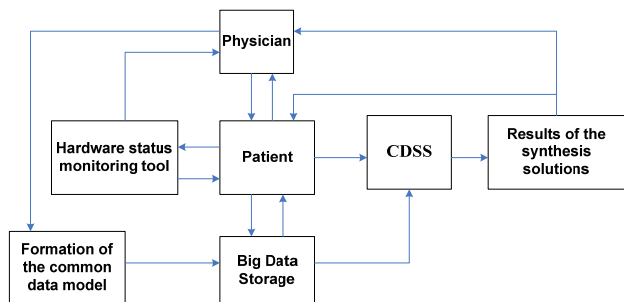 Physician
Hardware status
monitoring tool
Patient
CDSS
Results of the
synthesis
solutions
Formation of
the common
data model
Big Data
Storage